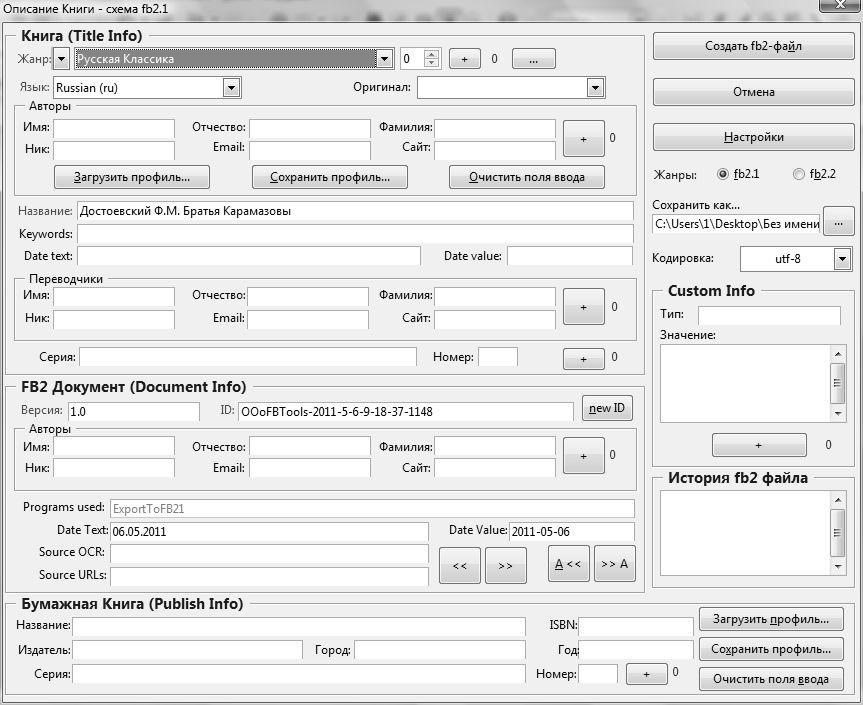 Описание Книги - схема fb2.1
Книга (Title Info)
Жанр: Русская Классика 0 + 0 ...
Язык: Russian (ru) Оригинал:
Авторы
Имя: Отчество: Фамилия:
+ 0
Ник: Email: Сайт:
Загрузить профиль... Сохранить профиль... Очистить поля ввода
Название: Достоевский Ф.М. Братья Карамазовы
Keywords:
Date text: Date value:
Переводчики
Имя: Отчество: Фамилия:
+ 0
Ник: Email: Сайт:
Серия: Номер: + 0
FB2 Документ (Document Info)
Версия: 1.0 ID: OOoFBTools-2011-5-6-9-18-37-1148 new ID
Авторы
Имя: Отчество: Фамилия:
+ 0
Ник: Email: Сайт:
Programs used: ExportToFB21
Date Text: 06.05.2011 Date Value: 2011-05-06
Source OCR:
<< >> A << >> A
Source URLs:
Создать fb2-файл
Отмена
Настройки
Жанры: fb2.1 fb2.2
Сохранить как...
C:\Users\1\Desktop\Без имени ...
Кодировка: utf-8
Custom Info
Тип:
Значение:
+ 0
История fb2 файла
Бумажная Книга (Publish Info)
Название: ISBN: Загрузить профиль...
Издатель: Город: Год: Сохранить профиль...
Серия: Номер: + 0 Очистить поля ввода